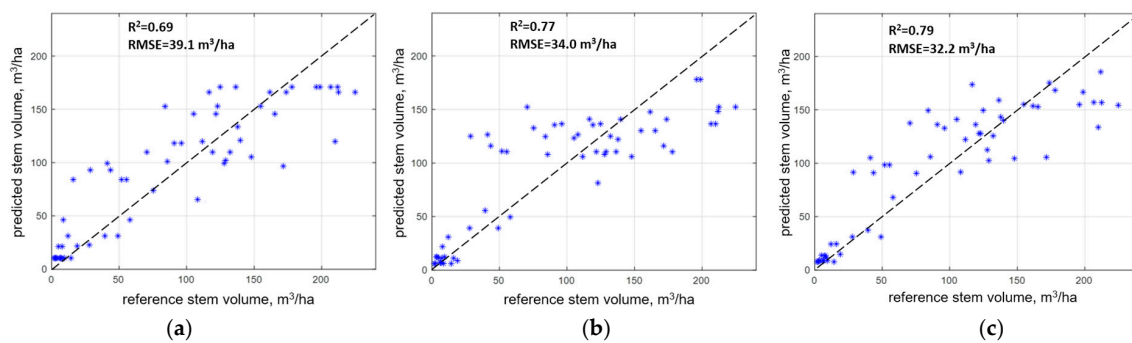 R²=0.69
RMSE=39.1 m³/ha
predicted stem volume, m³/ha
200
150
100
50
0
0 50 100 150 200
reference stem volume, m³/ha
(a)
R²=0.77
RMSE=34.0 m³/ha
predicted stem volume, m³/ha
200
150
100
50
0
0 50 100 150 200
reference stem volume, m³/ha
(b)
R²=0.79
RMSE=32.2 m³/ha
predicted stem volume, m³/ha
200
150
100
50
0
0 50 100 150 200
reference stem volume, m³/ha
(c)